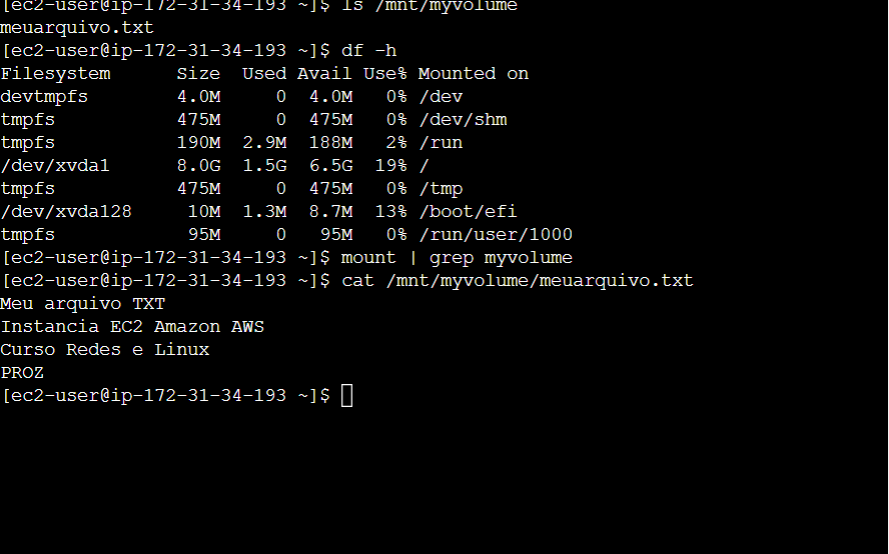 [ec2-user@ip-172-31-34-193 ~]$ ls /mnt/myvolume
meuarquivo.txt
[ec2-user@ip-172-31-34-193 ~]$ df -h
Filesystem      Size  Used Avail Use% Mounted on
devtmpfs        4.0M     0  4.0M   0% /dev
tmpfs           475M     0  475M   0% /dev/shm
tmpfs           190M  2.9M  188M   2% /run
/dev/xvda1      8.0G  1.5G  6.5G  19% /
tmpfs           475M     0  475M   0% /tmp
/dev/xvda128     10M  1.3M  8.7M  13% /boot/efi
tmpfs            95M     0   95M   0% /run/user/1000
[ec2-user@ip-172-31-34-193 ~]$ mount | grep myvolume
[ec2-user@ip-172-31-34-193 ~]$ cat /mnt/myvolume/meuarquivo.txt
Meu arquivo TXT
Instancia EC2 Amazon AWS
Curso Redes e Linux
PROZ
[ec2-user@ip-172-31-34-193 ~]$